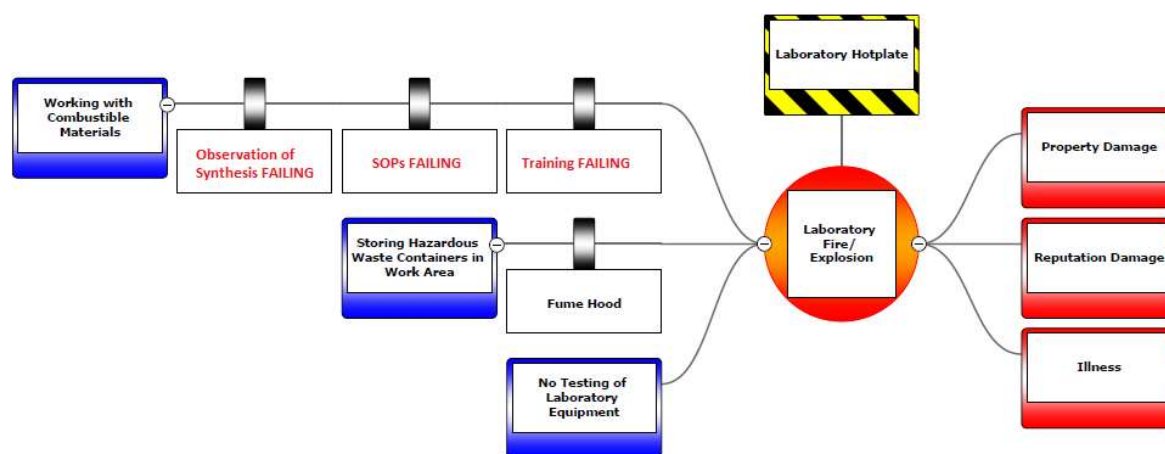 Laboratory Hotplate
Working with
Combustible
Materials
Observation of
Synthesis FAILING
SOPs FAILING
Training FAILING
Property Damage
Laboratory
Fire/
Explosion
Storing Hazardous
Waste Containers in
Work Area
Fume Hood
Reputation Damage
No Testing of
Laboratory
Equipment
Illness